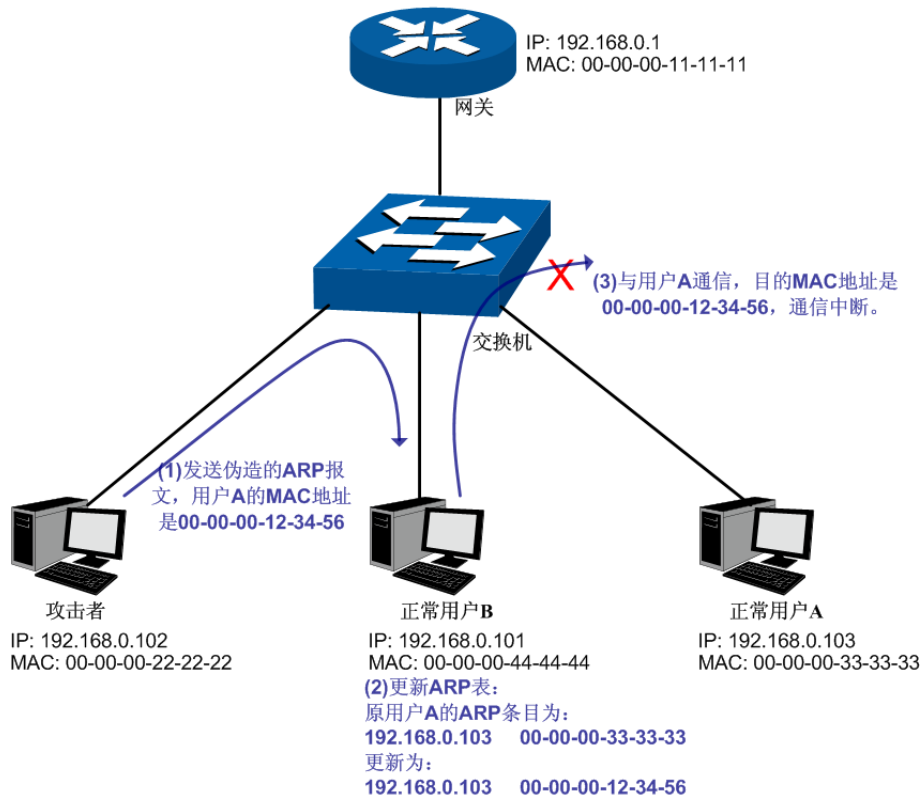 IP: 192.168.0.1
MAC: 00-00-00-11-11-11
网关
(3)与用户A通信，目的MAC地址是
00-00-00-12-34-56，通信中断。
交换机
(1)发送伪造的ARP报
文，用户A的MAC地址
是00-00-00-12-34-56
攻击者
IP: 192.168.0.102
MAC: 00-00-00-22-22-22
正常用户B
IP: 192.168.0.101
MAC: 00-00-00-44-44-44
(2)更新ARP表：
原用户A的ARP条目为：
192.168.0.103 00-00-00-33-33-33
更新为：
192.168.0.103 00-00-00-12-34-56
正常用户A
IP: 192.168.0.103
MAC: 00-00-00-33-33-33